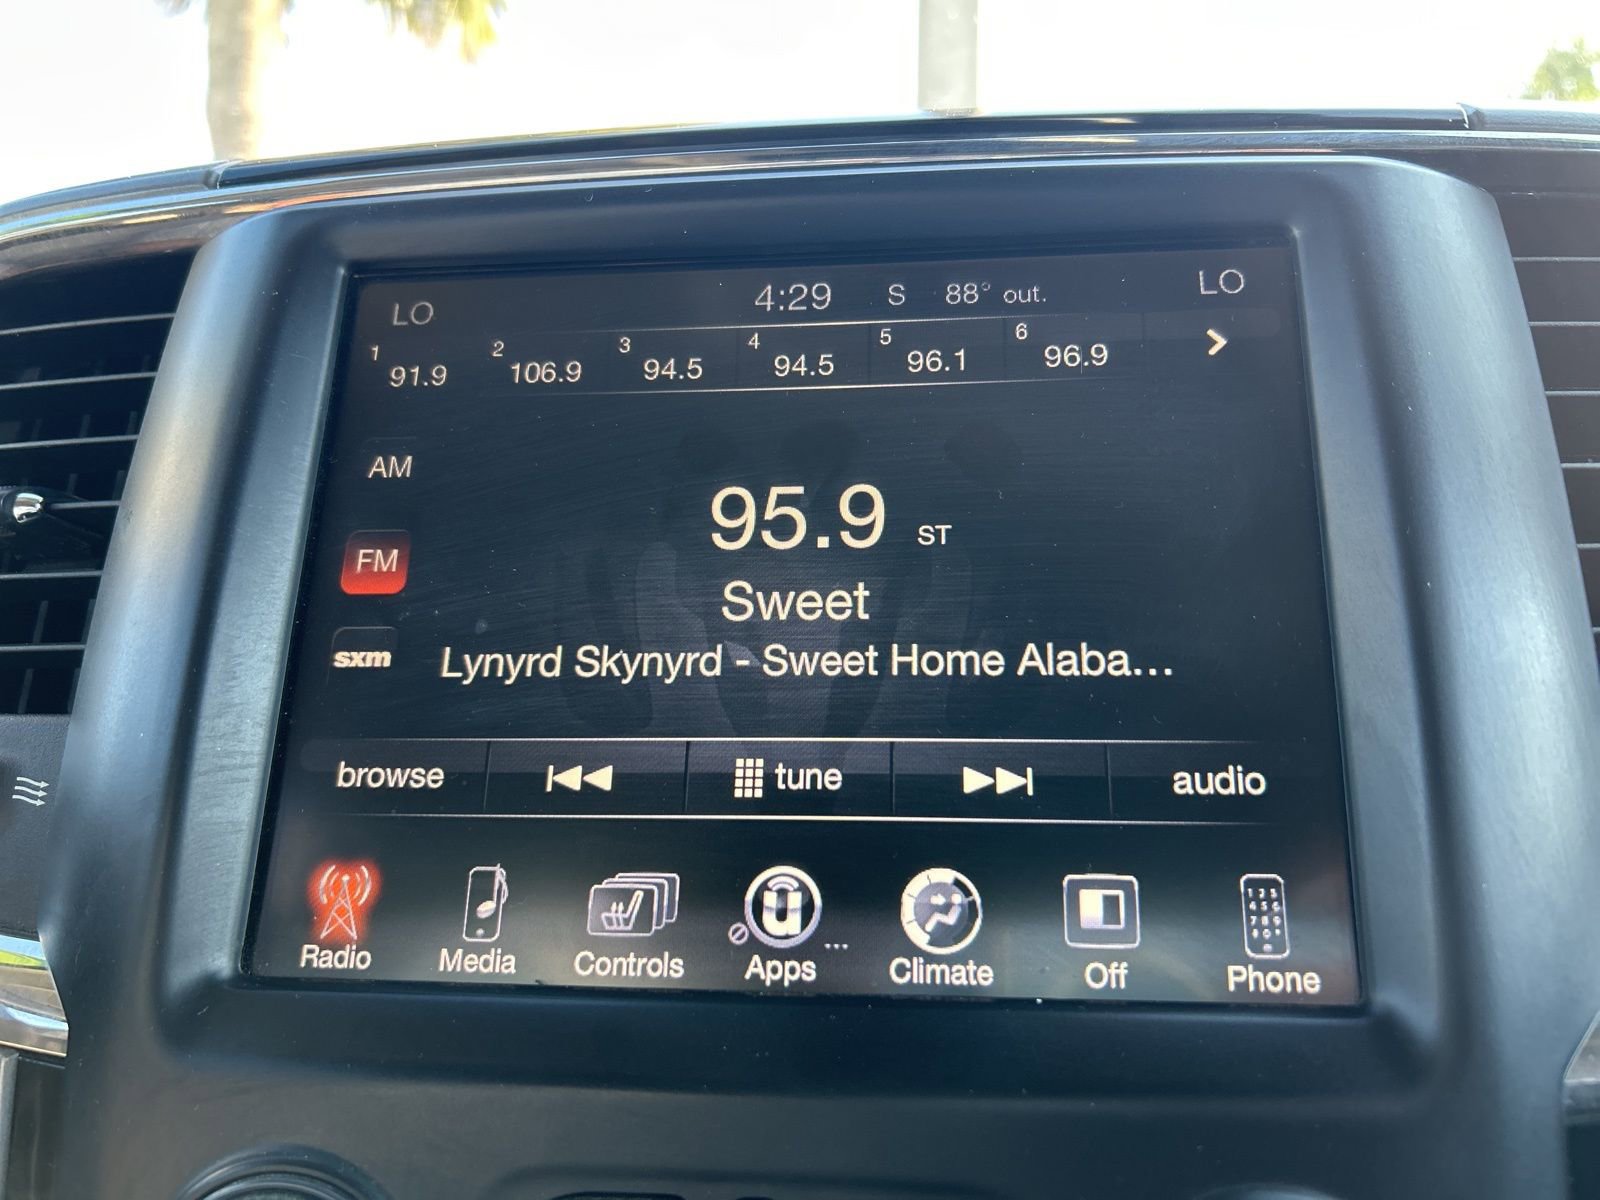 LO 4:29 S 88° out. LO
1 91.9 2 106.9 3 94.5 4 94.5 5 96.1 6 96.9 >
AM
95.9 ST
FM
Sweet
sxm
Lynyrd Skynyrd - Sweet Home Alaba...
browse tune audio
Radio Media Controls Apps ... Climate Off Phone